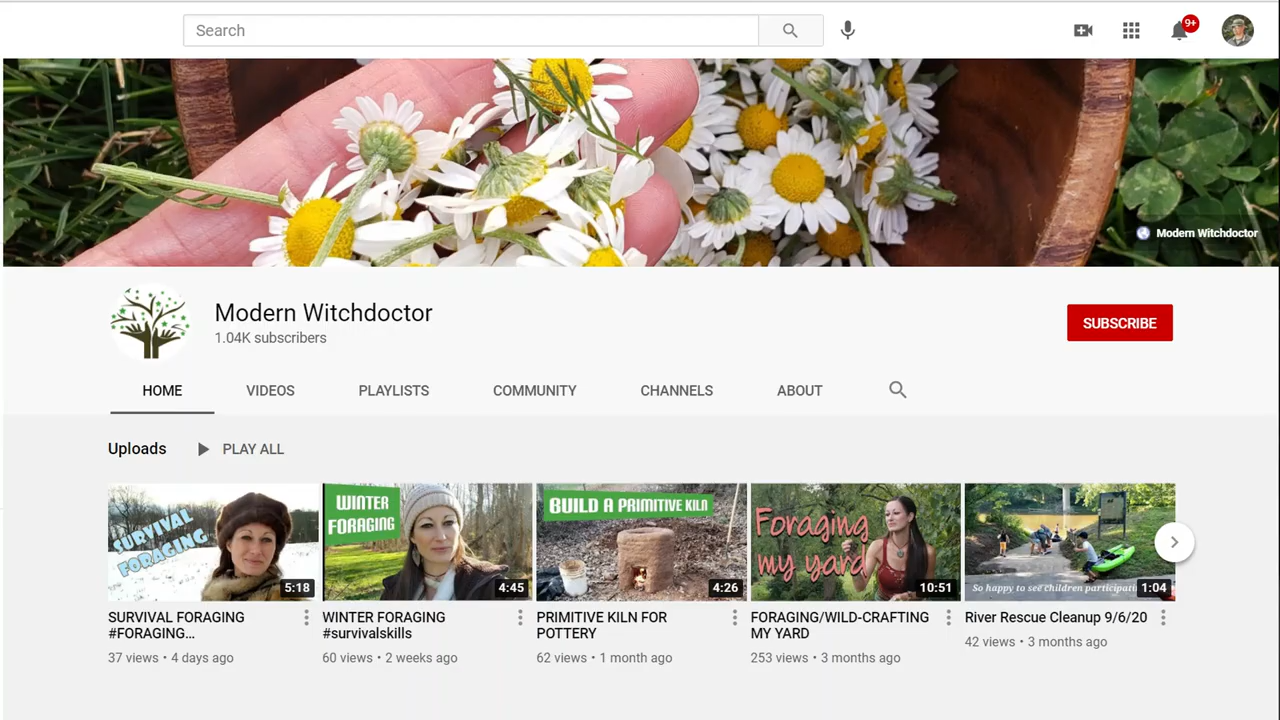 Search
9+
Modern Witchdoctor
Modern Witchdoctor
1.04K subscribers
SUBSCRIBE
HOME VIDEOS PLAYLISTS COMMUNITY CHANNELS ABOUT
Uploads PLAY ALL
SURVIVAL
FORAGING
5:18
WINTER
FORAGING
4:45
BUILD A PRIMITIVE KILN
4:26
Foraging
my yard
10:51
So happy to see children participati
1:04
SURVIVAL FORAGING
#FORAGING...
37 views • 4 days ago
WINTER FORAGING
#survivalskills
60 views • 2 weeks ago
PRIMITIVE KILN FOR
POTTERY
62 views • 1 month ago
FORAGING/WILD-CRAFTING
MY YARD
253 views • 3 months ago
River Rescue Cleanup 9/6/20
42 views • 3 months ago